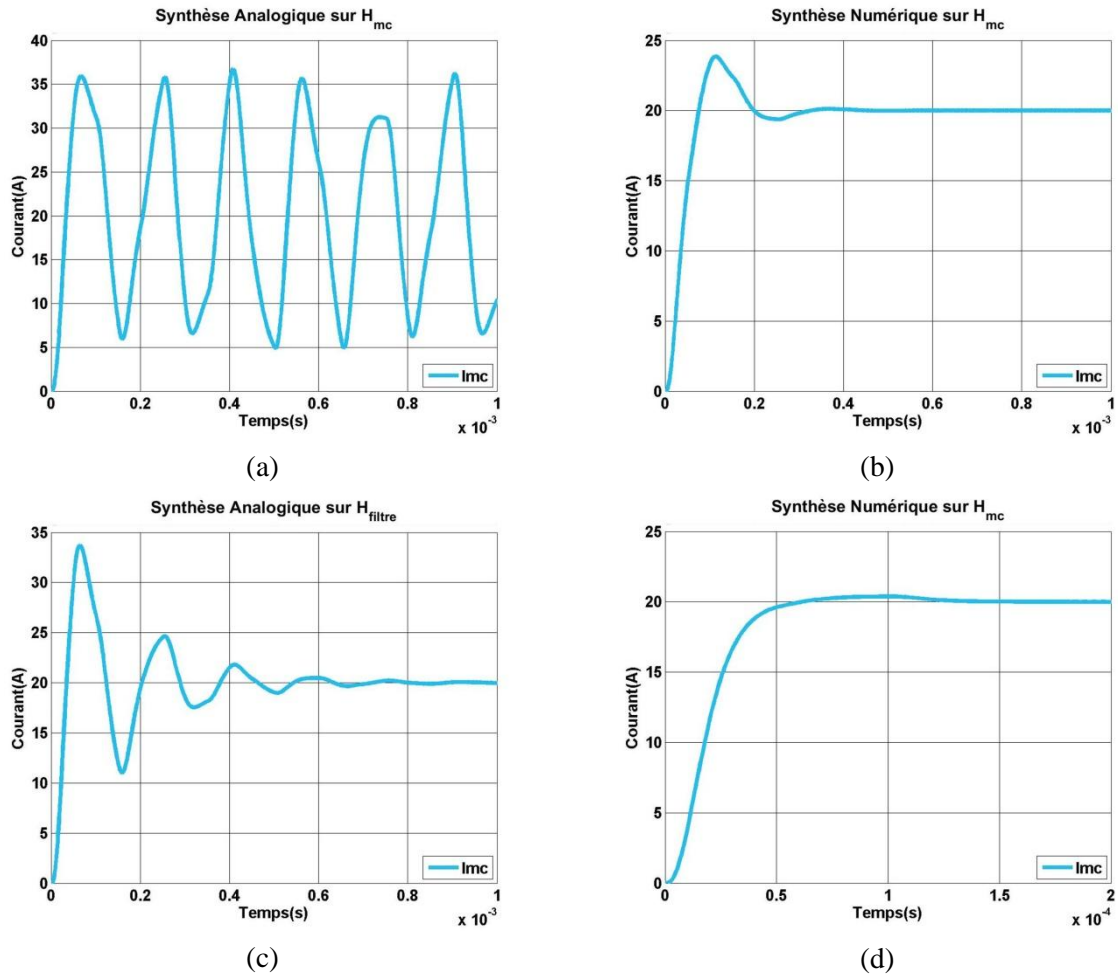 Synthèse Analogique sur H_mc
40
35
30
25
20
15
10
5
0
Courant(A)
0 0.2 0.4 0.6 0.8 1
Temps(s)
x 10^-3
Imc
(a)
Synthèse Numérique sur H_mc
25
20
15
10
5
0
Courant(A)
0 0.2 0.4 0.6 0.8 1
Temps(s)
x 10^-3
Imc
(b)
Synthèse Analogique sur H_filtre
35
30
25
20
15
10
5
0
Courant(A)
0 0.2 0.4 0.6 0.8 1
Temps(s)
x 10^-3
Imc
(c)
Synthèse Numérique sur H_mc
25
20
15
10
5
0
Courant(A)
0 0.5 1 1.5 2
Temps(s)
x 10^-4
Imc
(d)